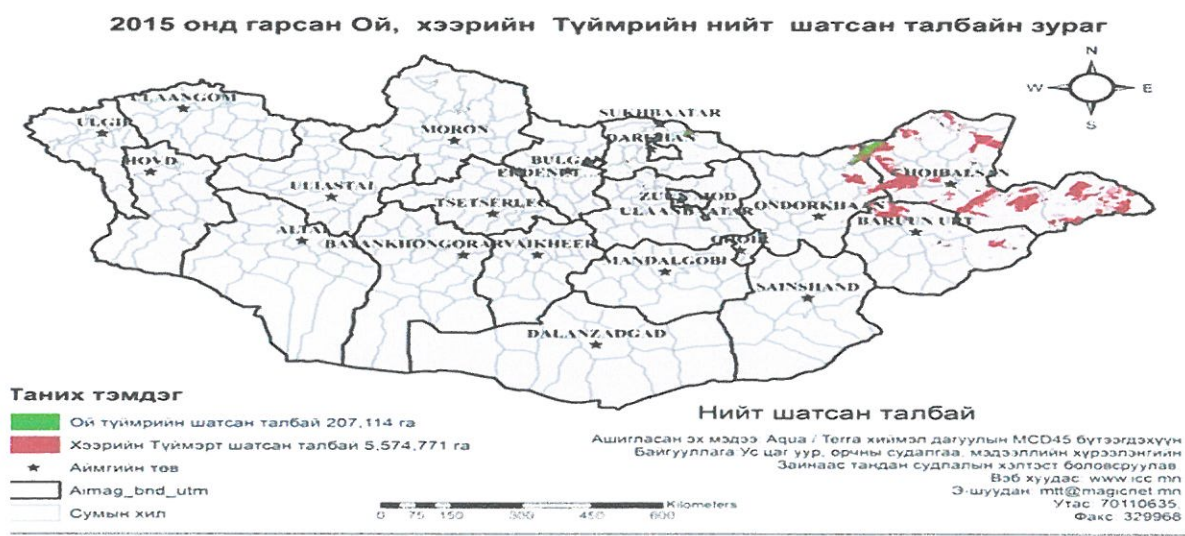 2015 онд гарсан Ой, хээрийн Түймрийн нийт шатсан талбайн зураг
N
W E
S
ULAANGOM
SUKHBAATAR
ULGII
MORON
DARKHAN
HOVD
BULGAN
ERDENET
CHOIBALSAN
ULIASTAI
ZUUNMOD
TSETSERLEG
ULAANBAATAR
ONDORKHAAN
ALTAI
BARUUN URT
BAYANKHONGOR
ARVAIKHEER
CHOIR
MANDALGOBI
SAINSHAND
DALANZADGAD
Таних тэмдэг
Ой түймрийн шатсан талбай 207,114 га
Хээрийн Түймэрт шатсан талбай 5,574,771 га
Аймгийн төв
Aimag_bnd_utm
Сумын хил
0 75 150 300 450 600 Kilometers
Нийт шатсан талбай
Ашигласан эх мэдээ Aqua / Terra хиймэл дагуулын MCD45 бүтээгдэхүүн
Байгууллага Ус цаг уур, орчны судалгаа, мэдээллийн хүрээлэнгийн
Зайнаас тандан судлалын хэлтэст боловсруулав.
Вэб хуудас www.icc.mn
Э-шуудан mtt@magicnet.mn
Утас 70110635,
Факс 329968